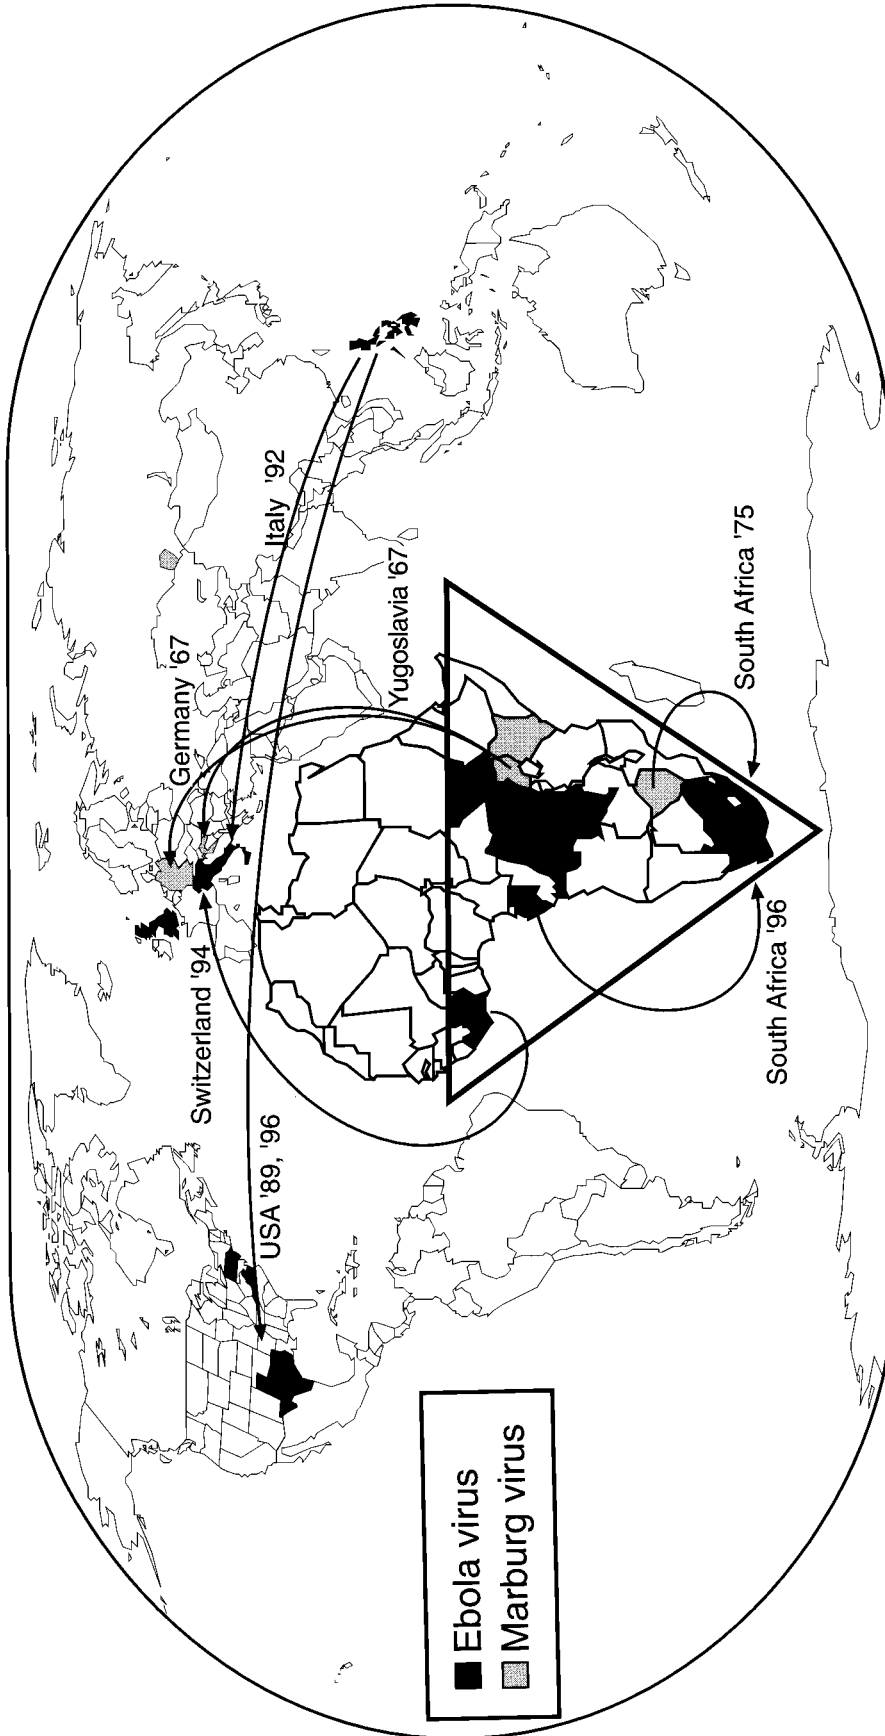 Italy '92
Germany '67
Yugoslavia '67
South Africa '75
Switzerland '94
South Africa '96
USA '89, '96
Ebola virus
Marburg virus